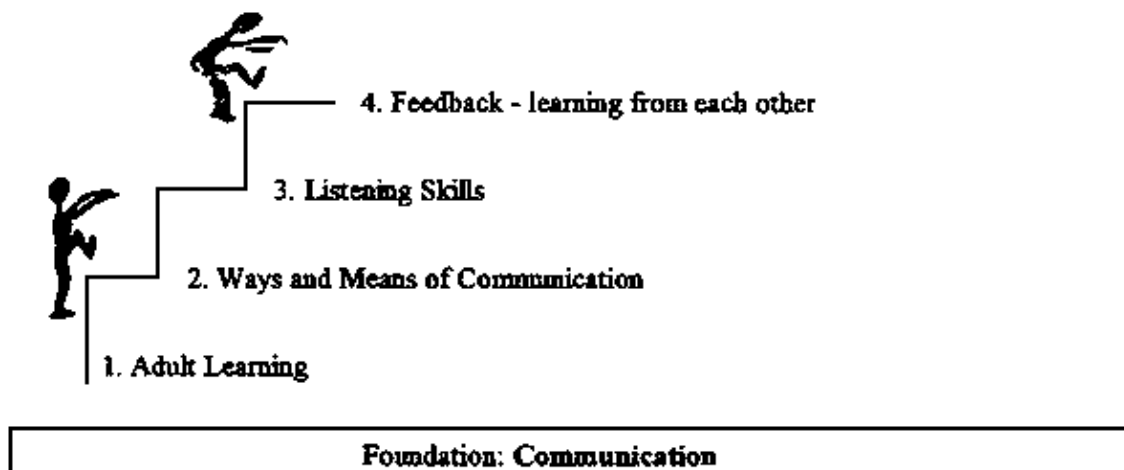 4. Feedback - learning from each other
3. Listening Skills
2. Ways and Means of Communication
1. Adult Learning
Foundation: Communication